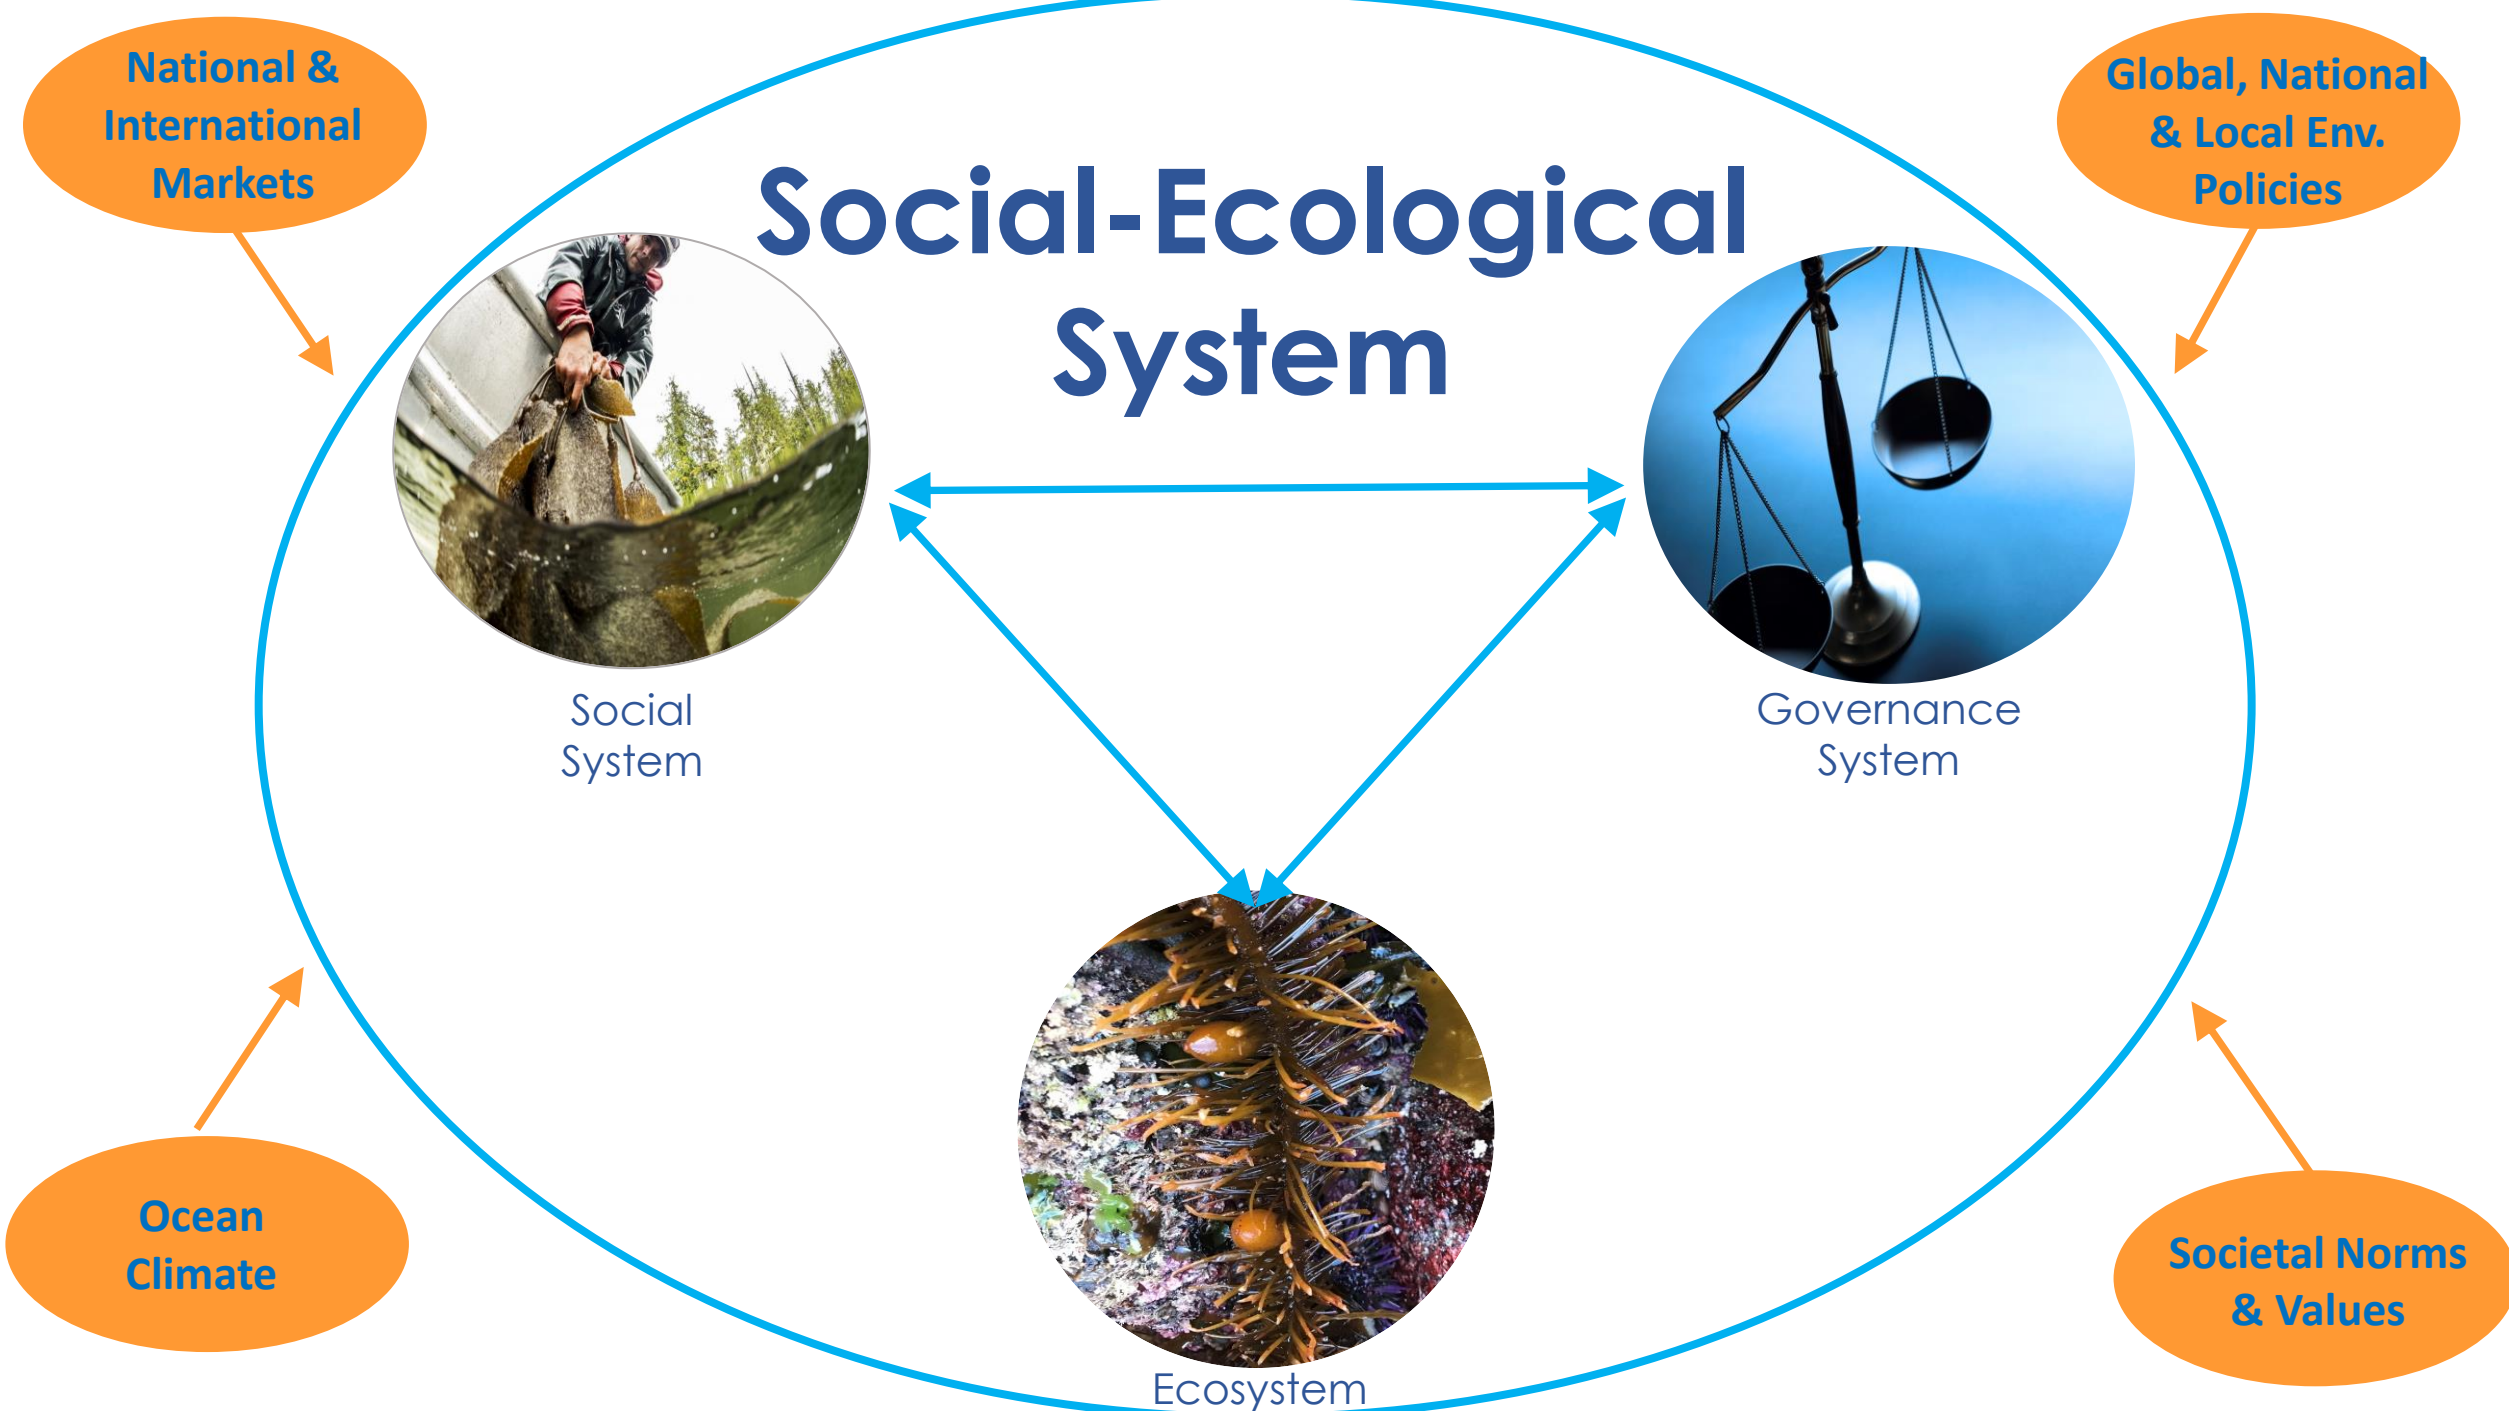 National &
International
Markets
Global, National
& Local Env.
Policies
Social-Ecological
System
Social
System
Governance
System
Ocean
Climate
Societal Norms
& Values
Ecosystem